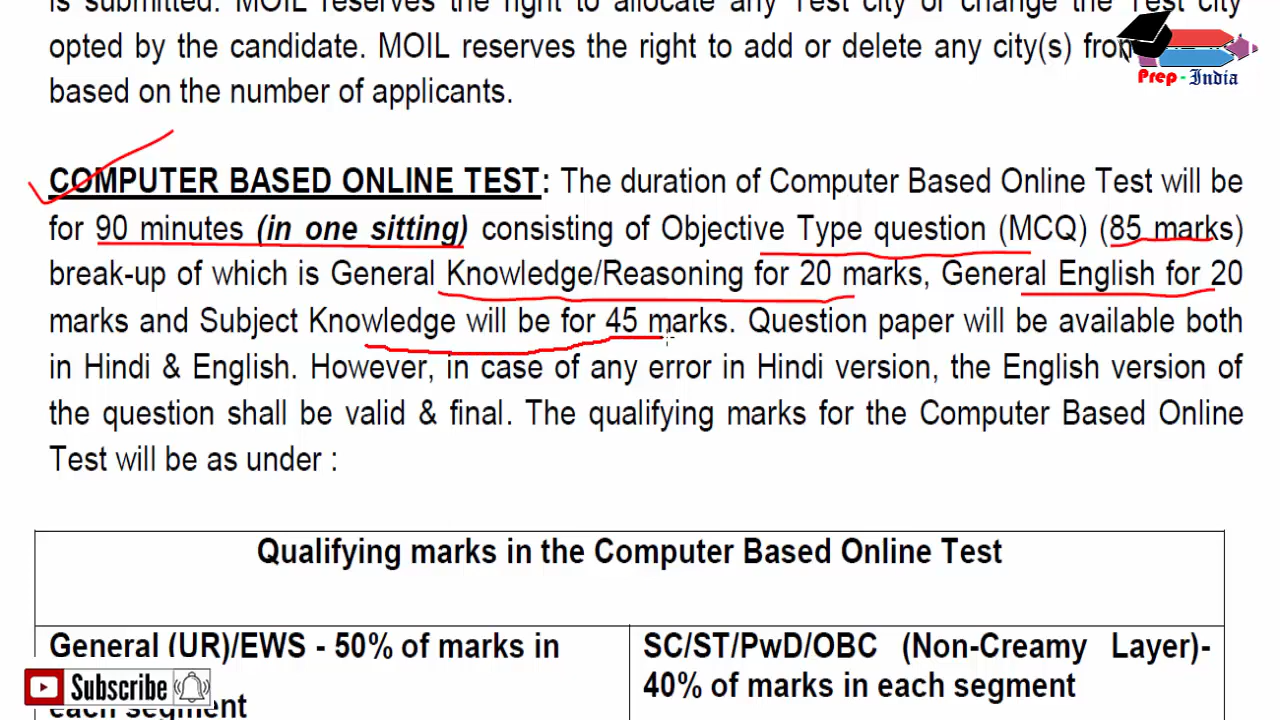 is submitted. MOIL reserves the right to allocate any Test city or change the Test city
opted by the candidate. MOIL reserves the right to add or delete any city(s) from
based on the number of applicants.
Prep - India
COMPUTER BASED ONLINE TEST: The duration of Computer Based Online Test will be
for 90 minutes (in one sitting) consisting of Objective Type question (MCQ) (85 marks)
break-up of which is General Knowledge/Reasoning for 20 marks, General English for 20
marks and Subject Knowledge will be for 45 marks. Question paper will be available both
in Hindi & English. However, in case of any error in Hindi version, the English version of
the question shall be valid & final. The qualifying marks for the Computer Based Online
Test will be as under :
Qualifying marks in the Computer Based Online Test
General (UR)/EWS - 50% of marks in
each segment
SC/ST/PwD/OBC (Non-Creamy Layer)-
40% of marks in each segment
Subscribe